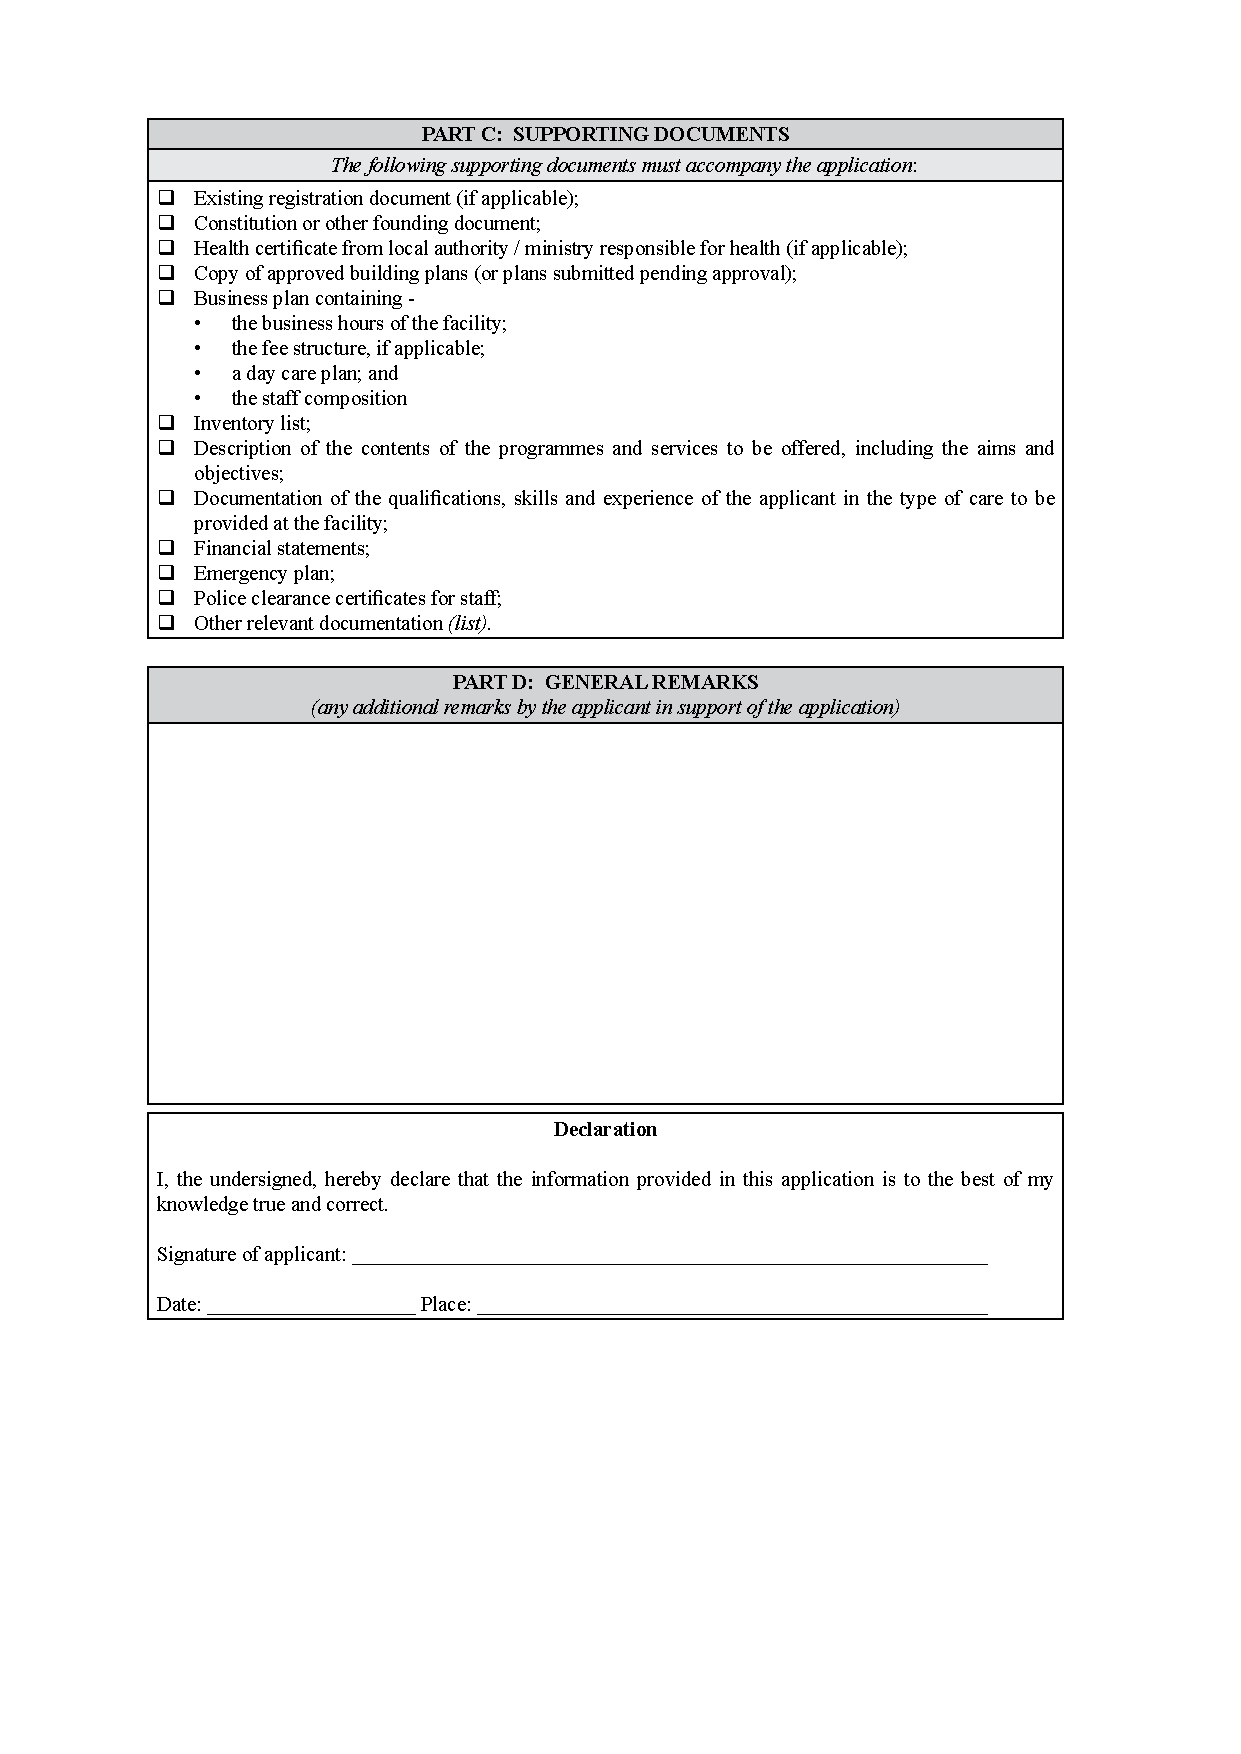 PART C: SUPPORTING DOCUMENTS
The following supporting documents must accompany the application:
❑ Existing registration document (if applicable);
❑ Constitution or other founding document;
❑ Health certificate from local authority / ministry responsible for health (if applicable);
❑ Copy of approved building plans (or plans submitted pending approval);
❑ Business plan containing -
• the business hours of the facility;
• the fee structure, if applicable;
• a day care plan; and
• the staff composition
❑ Inventory list;
❑ Description of the contents of the programmes and services to be offered, including the aims and
objectives;
❑ Documentation of the qualifications, skills and experience of the applicant in the type of care to be
provided at the facility;
❑ Financial statements;
❑ Emergency plan;
❑ Police clearance certificates for staff;
❑ Other relevant documentation (list).
PART D: GENERAL REMARKS
(any additional remarks by the applicant in support of the application)
Declaration
I, the undersigned, hereby declare that the information provided in this application is to the best of my
knowledge true and correct.
Signature of applicant: ____________________
Date: ____________________ Place: ____________________